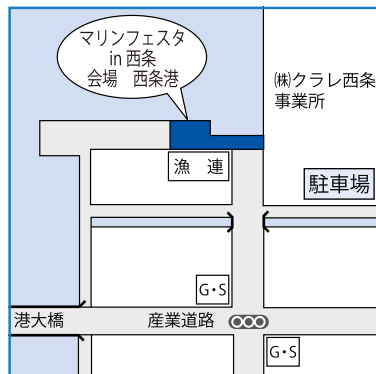 マリンフェスタ
in 西条
会場　西条港
㈱クラレ西条
事業所
漁　連
駐車場
G・S
港大橋
産業道路
G・S